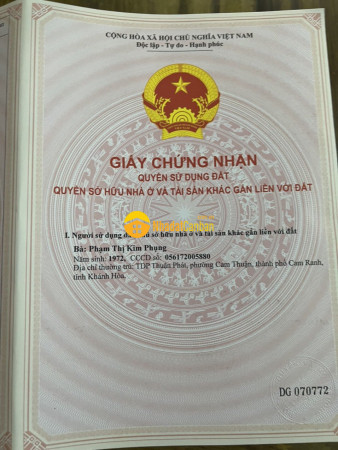 CỘNG HÒA XÃ HỘI CHỦ NGHĨA VIỆT NAM
Độc lập - Tự do - Hạnh phúc
GIẤY CHỨNG NHẬN
QUYỀN SỬ DỤNG ĐẤT
QUYỀN SỞ HỮU NHÀ Ở VÀ TÀI SẢN KHÁC GẮN LIỀN VỚI ĐẤT
I. Người sử dụng sở hữu nhà ở và tài sản khác gắn liền với đất
Bà: Phạm Thị Kim Phụng
Năm sinh: 1972, CCCD số: 056172005880
Địa chỉ thường trú: TDP Thuận Phát, phường Cam Thuận, thành phố Cam Ranh,
tỉnh Khánh Hòa.
DG 070772